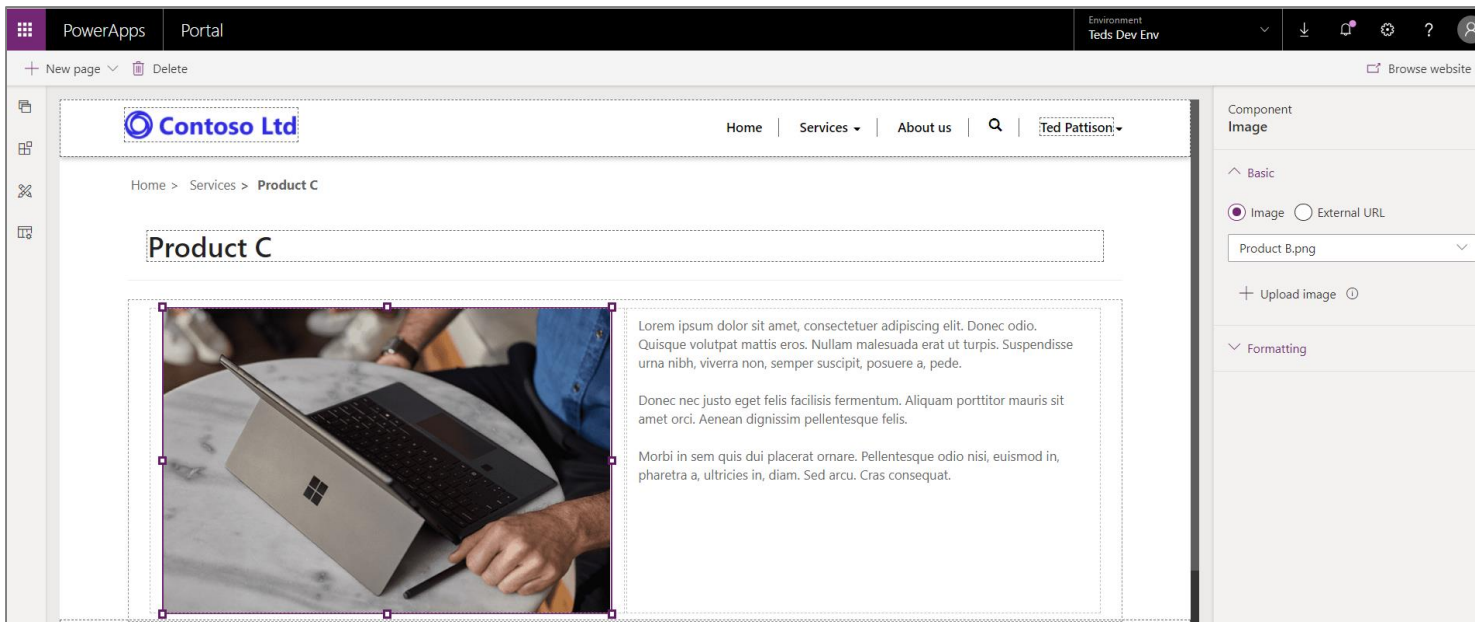 PowerApps
Portal
Environment
Teds Dev Env
?
New page
Delete
Browse website
Contoso Ltd
Home
Services
About us
Ted Pattison
Home > Services > Product C
Product C
Lorem ipsum dolor sit amet, consectetuer adipiscing elit. Donec odio.
Quisque volutpat mattis eros. Nullam malesuada erat ut turpis. Suspendisse
urna nibh, viverra non, semper suscipit, posuere a, pede.
Donec nec justo eget felis facilisis fermentum. Aliquam porttitor mauris sit
amet orci. Aenean dignissim pellentesque felis.
Morbi in sem quis dui placerat ornare. Pellentesque odio nisi, euismod in,
pharetra a, ultricies in, diam. Sed arcu. Cras consequat.
Component
Image
Basic
Image
External URL
Product B.png
Upload image
Formatting